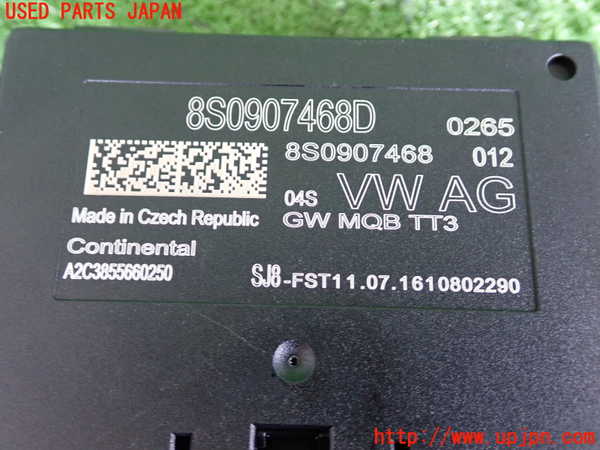 USED PARTS JAPAN
8S0907468D 0265
8S0907468 012
04S VW AG
Made in Czech Republic GW MQB TT3
Continental
A2C3855660250 SJ8-FST11.07.1610802290
http://www.upjpn.com/